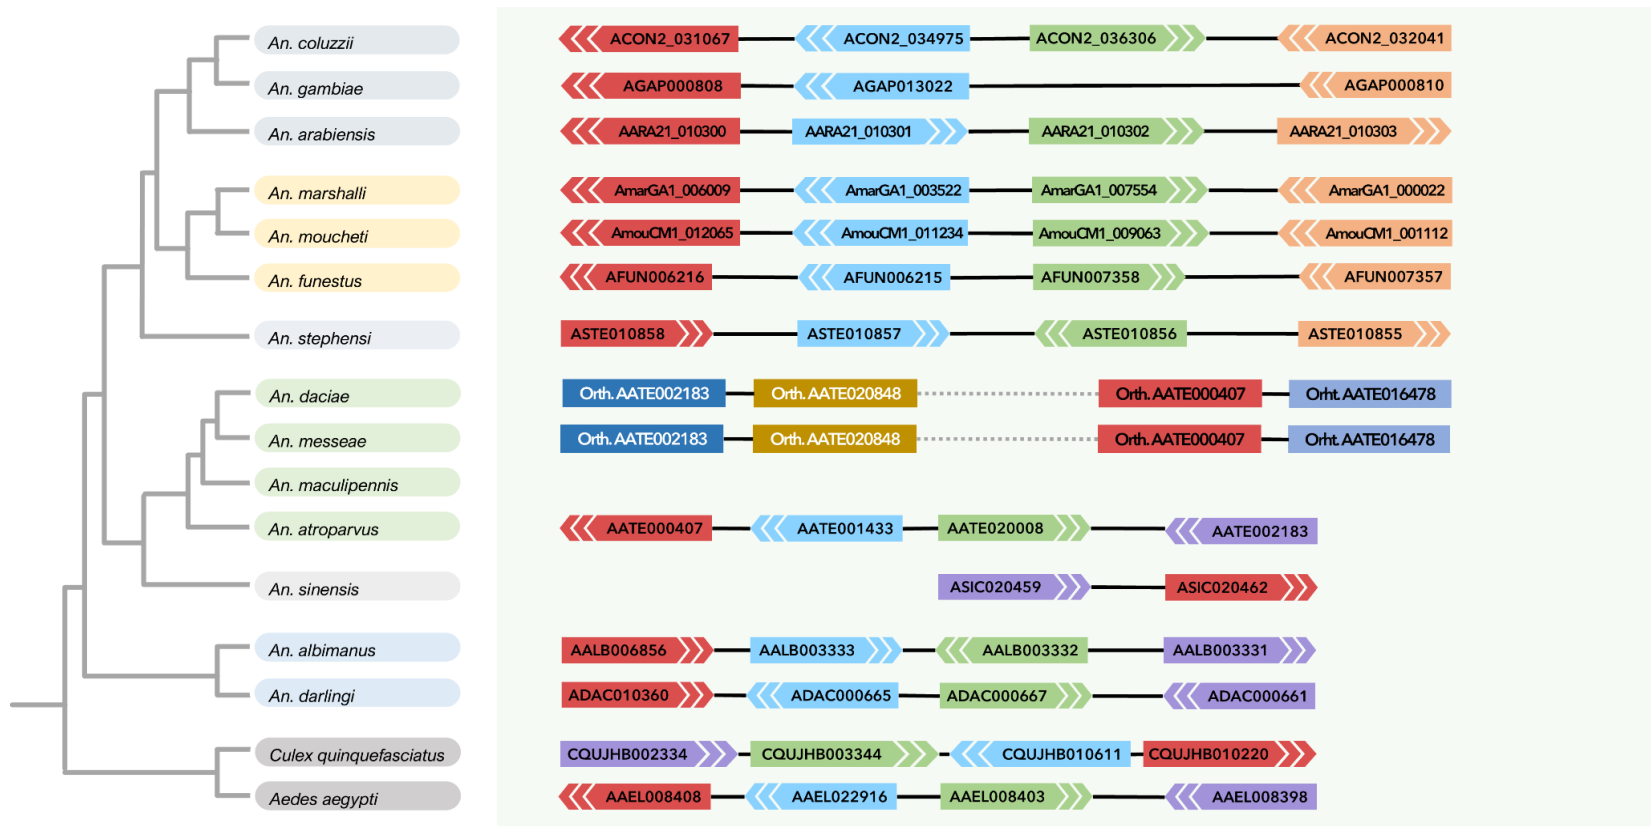 An. coluzzii ACON2_031067 ACON2_034975 ACON2_036306 ACON2_032041
An. gambiae AGAP000808 AGAP013022 AGAP000810
An. arabiensis AARA21_010300 AARA21_010301 AARA21_010302 AARA21_010303
An. marshalli AmarGA1_006009 AmarGA1_003522 AmarGA1_007554 AmarGA1_000022
An. moucheti AmouCM1_012065 AmouCM1_011234 AmouCM1_009063 AmouCM1_001112
An. funestus AFUN006216 AFUN006215 AFUN007358 AFUN007357
An. stephensi ASTE010858 ASTE010857 ASTE010856 ASTE010855
An. daciae Orth. AATE002183 Orth. AATE020848 Orth. AATE000407 Orht. AATE016478
An. messeae Orth. AATE002183 Orth. AATE020848 Orth. AATE000407 Orht. AATE016478
An. maculipennis
An. atroparvus AATE000407 AATE001433 AATE020008 AATE002183
An. sinensis ASIC020459 ASIC020462
An. albimanus AALB006856 AALB003333 AALB003332 AALB003331
An. darlingi ADAC010360 ADAC000665 ADAC000667 ADAC000661
Culex quinquefasciatus CQUJHB002334 CQUJHB003344 CQUJHB010611 CQUJHB010220
Aedes aegypti AAEL008408 AAEL022916 AAEL008403 AAEL008398